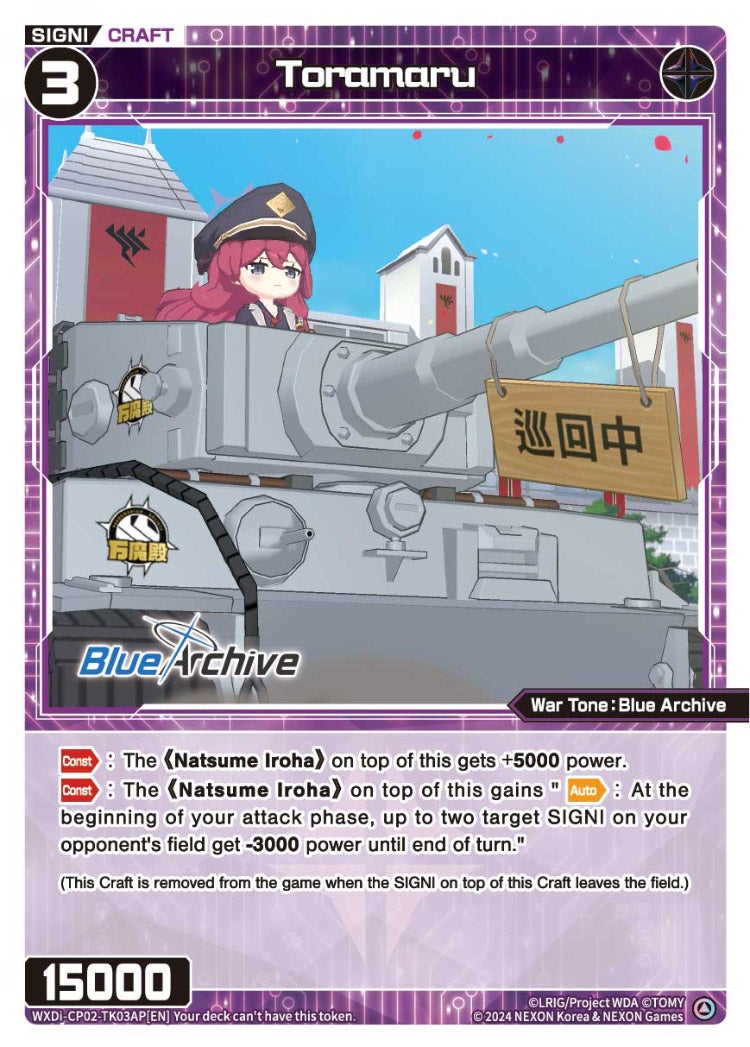 SIGNI CRAFT
3
Toramaru
万魔殿
巡回中
万魔殿
Blue Archive
War Tone:Blue Archive
Const : The 《Natsume Iroha》 on top of this gets +5000 power.
Const : The 《Natsume Iroha》 on top of this gains " Auto : At the
beginning of your attack phase, up to two target SIGNI on your
opponent's field get -3000 power until end of turn."
(This Craft is removed from the game when the SIGNI on top of this Craft leaves the field.)
15000
©LRIG/Project WDA ©TOMY
WXDi-CP02-TK03AP[EN] Your deck can't have this token.
©2024 NEXON Korea & NEXON Games